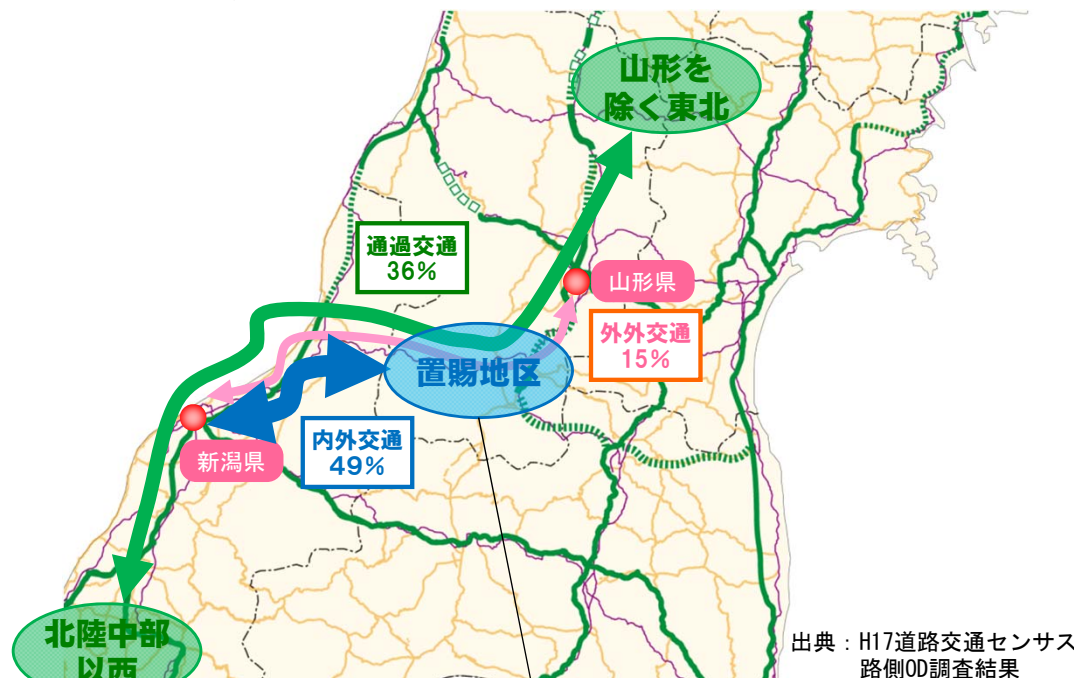 山形を
除く東北
通過交通
36%
山形県
外外交通
15%
置賜地区
内外交通
49%
新潟県
北陸中部
以西
出典：H17道路交通センサス
路側OD調査結果